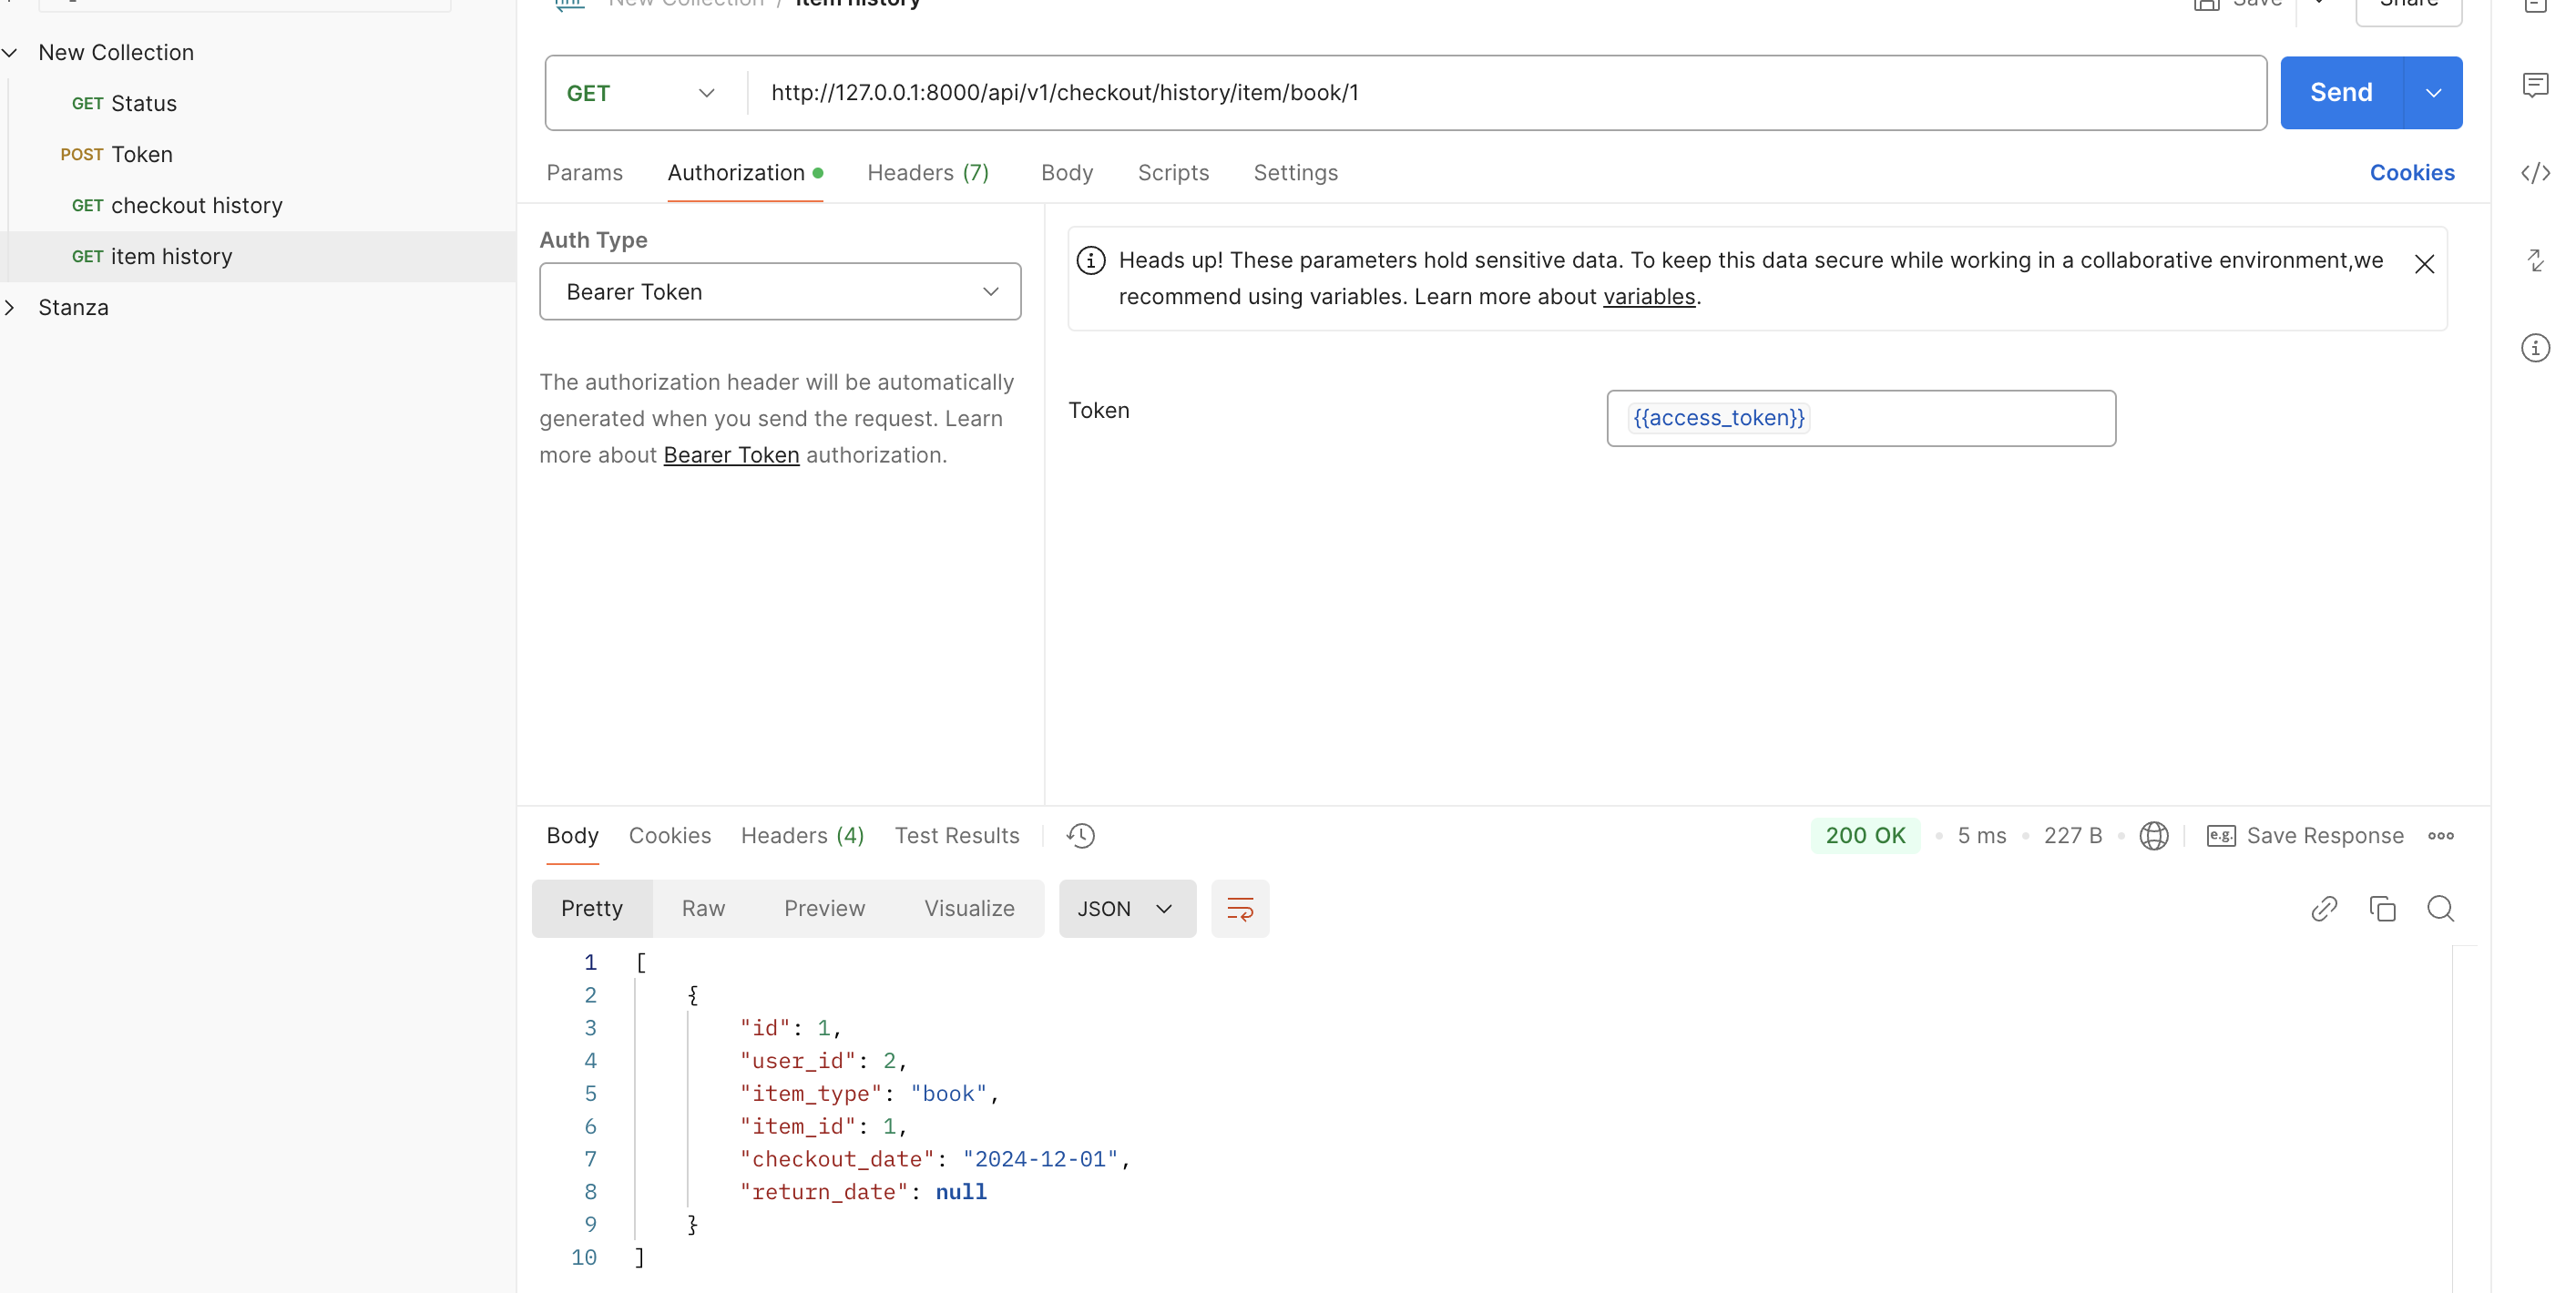 New Collection / item history
Save
Share
New Collection
GET Status
POST Token
GET checkout history
GET item history
Stanza
GET
http://127.0.0.1:8000/api/v1/checkout/history/item/book/1
Send
Params
Authorization
Headers (7)
Body
Scripts
Settings
Cookies
Auth Type
Bearer Token
The authorization header will be automatically
generated when you send the request. Learn
more about Bearer Token authorization.
Heads up! These parameters hold sensitive data. To keep this data secure while working in a collaborative environment,we
recommend using variables. Learn more about variables.
Token
{{access_token}}
Body
Cookies
Headers (4)
Test Results
200 OK
5 ms
227 B
e.g.
Save Response
Pretty
Raw
Preview
Visualize
JSON
1 [
2 {
3 "id": 1,
4 "user_id": 2,
5 "item_type": "book",
6 "item_id": 1,
7 "checkout_date": "2024-12-01",
8 "return_date": null
9 }
10 ]